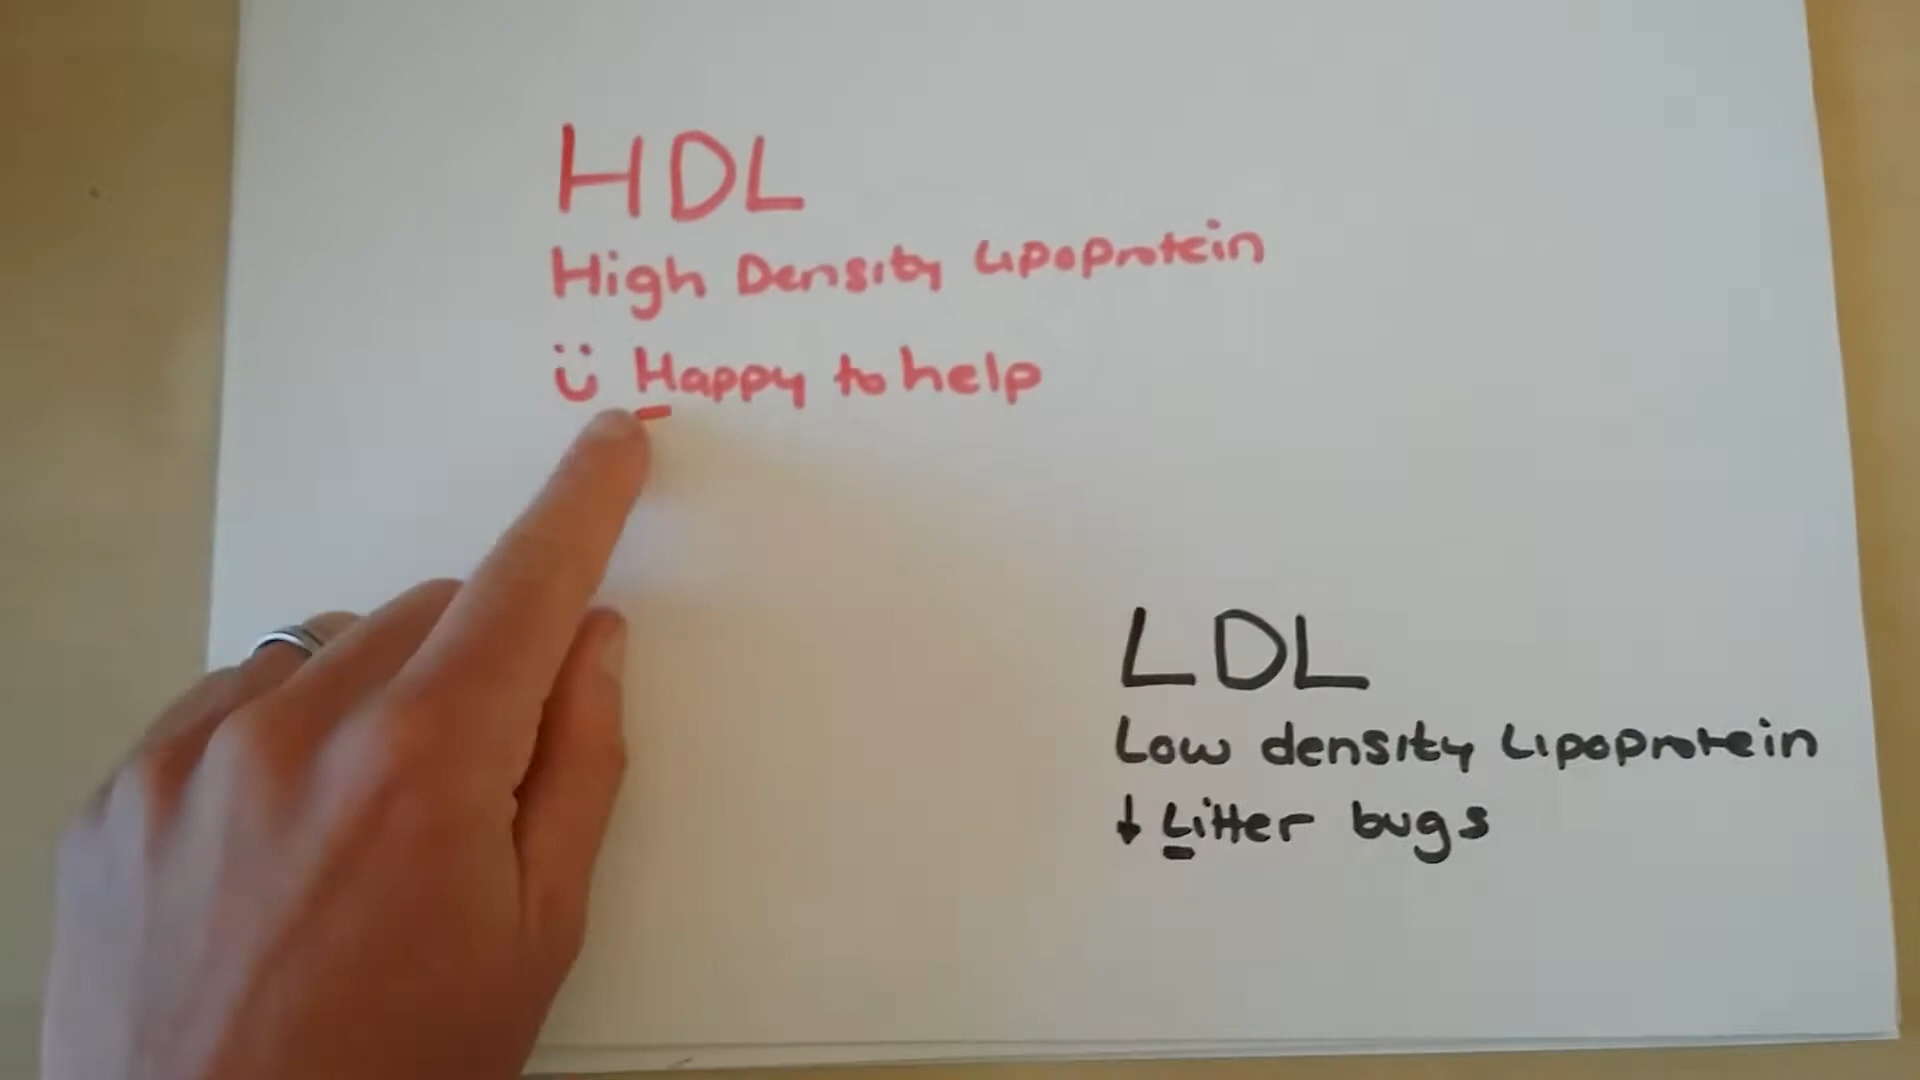 HDL
High Density Lipoprotein
Happy to help
LDL
Low density Lipoprotein
↓ Litter bugs